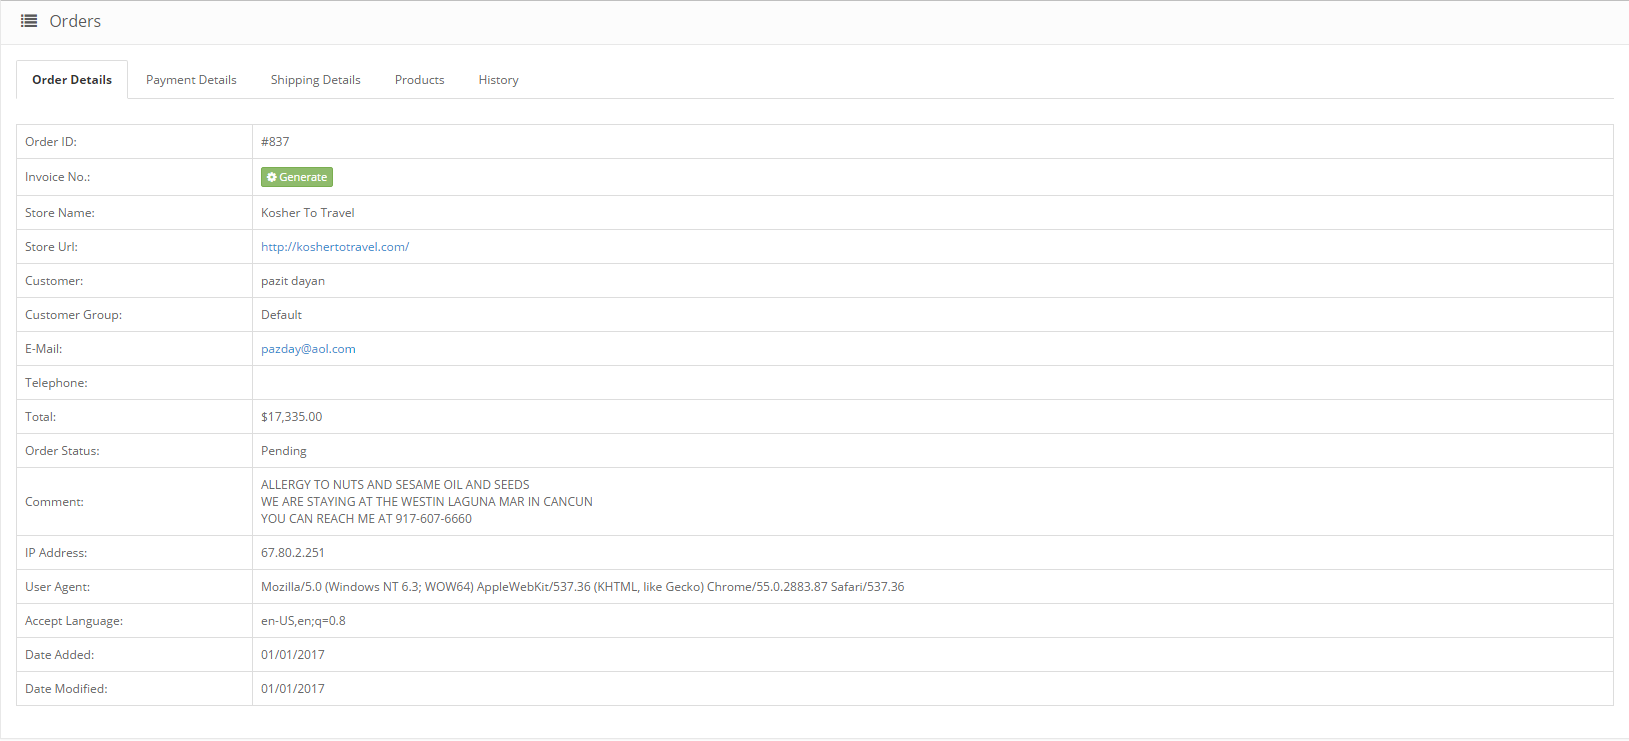 Orders
Order Details Payment Details Shipping Details Products History
Order ID: #837
Invoice No.: Generate
Store Name: Kosher To Travel
Store Url: http://koshertotravel.com/
Customer: pazit dayan
Customer Group: Default
E-Mail: pazday@aol.com
Telephone:
Total: $17,335.00
Order Status: Pending
Comment: ALLERGY TO NUTS AND SESAME OIL AND SEEDS
WE ARE STAYING AT THE WESTIN LAGUNA MAR IN CANCUN
YOU CAN REACH ME AT 917-607-6660
IP Address: 67.80.2.251
User Agent: Mozilla/5.0 (Windows NT 6.3; WOW64) AppleWebKit/537.36 (KHTML, like Gecko) Chrome/55.0.2883.87 Safari/537.36
Accept Language: en-US,en;q=0.8
Date Added: 01/01/2017
Date Modified: 01/01/2017